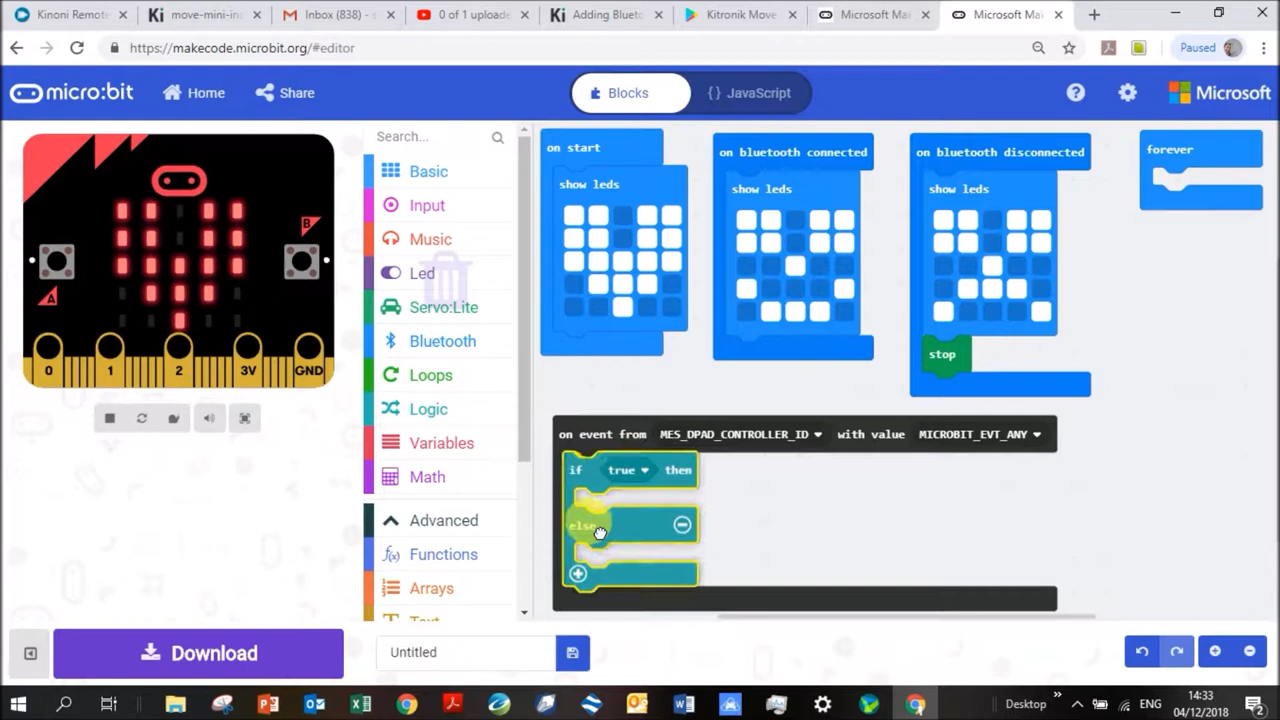 Kinoni Remote
Ki move-mini-in
Inbox (838) - s
0 of 1 uploade
Ki Adding Blueto
Kitronik Move
Microsoft Ma
Microsoft Ma
https://makecode.microbit.org/#editor
Paused
micro:bit
Home
Share
Blocks
{ } JavaScript
Microsoft
A
B
0 1 2 3V GND
Search...
Basic
Input
Music
Led
Servo:Lite
Bluetooth
Loops
Logic
Variables
Math
Advanced
Functions
Arrays
on start
show leds
on bluetooth connected
show leds
on bluetooth disconnected
show leds
stop
forever
on event from MES_DPAD_CONTROLLER_ID with value MICROBIT_EVT_ANY
if true then
else
Download
Untitled
Desktop
ENG
14:33
04/12/2018
2